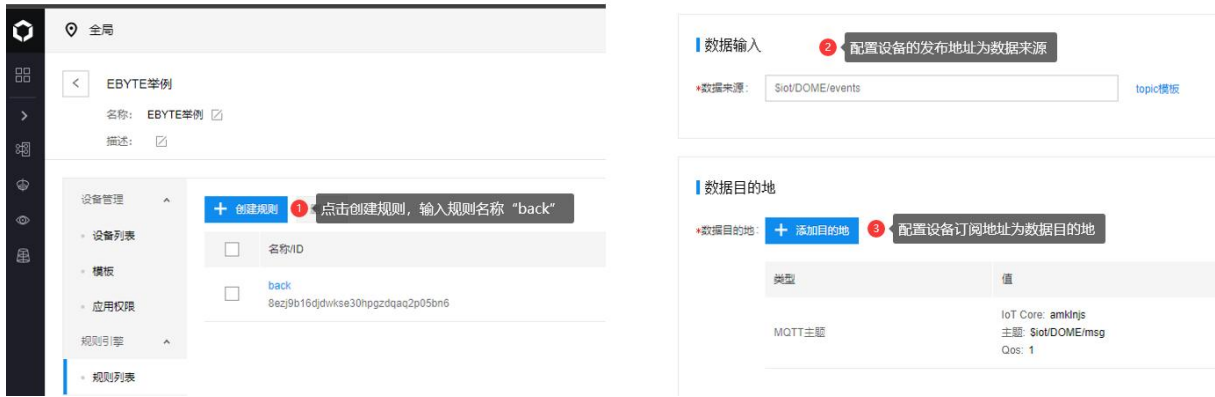 全局
EBYTE举例
名称: EBYTE举例
描述:
设备管理
设备列表
模板
应用权限
规则引擎
规则列表
+ 创建规则
1 点击创建规则，输入规则名称“back”
名称/ID
back
8ezj9b16djdwkse30hpgzdqaq2p05bn6
数据输入
2 配置设备的发布地址为数据来源
*数据来源:
$iot/DOME/events
topic模板
数据目的地
*数据目的地:
+ 添加目的地
3 配置设备订阅地址为数据目的地
类型
值
MQTT主题
IoT Core: amklnjs
主题: $iot/DOME/msg
Qos: 1